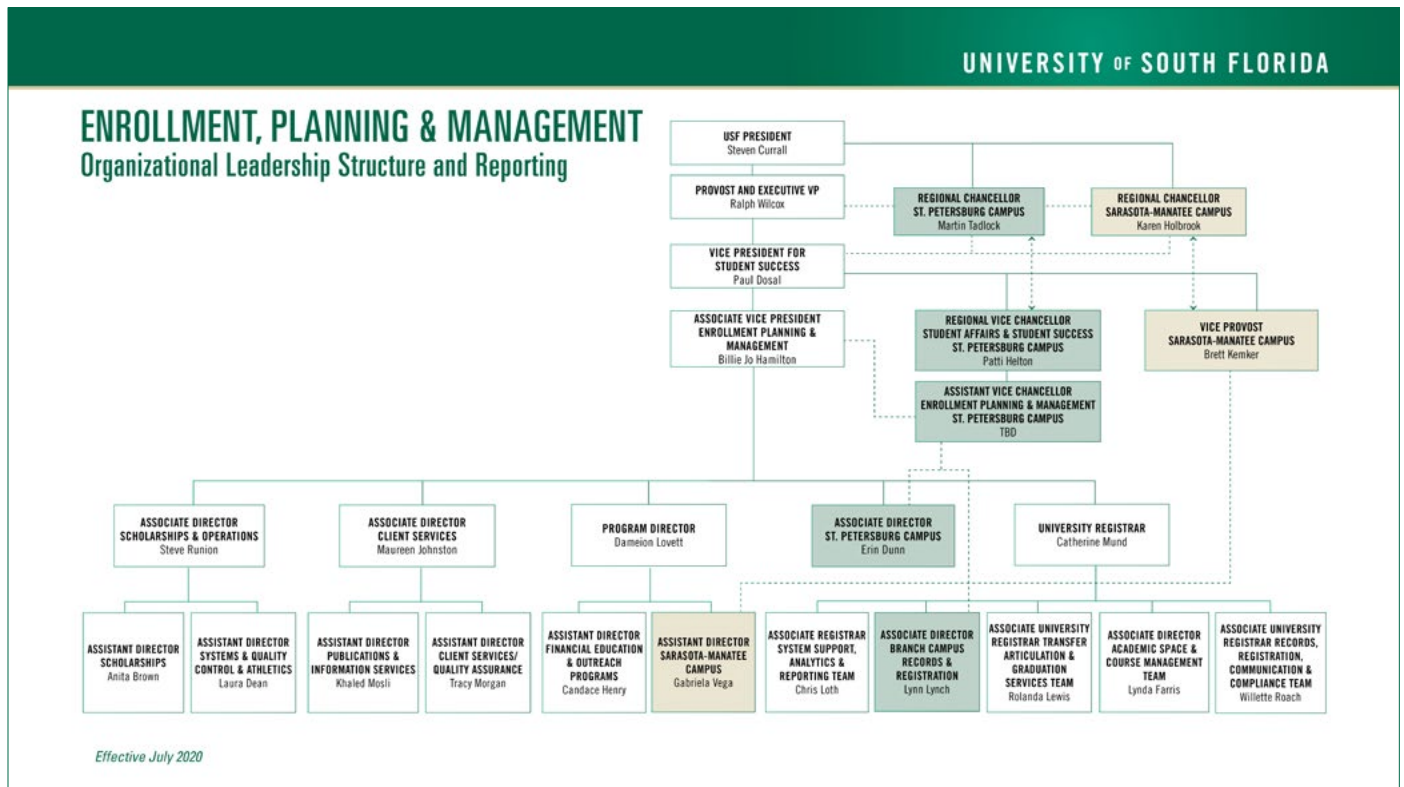 UNIVERSITY OF SOUTH FLORIDA
ENROLLMENT, PLANNING & MANAGEMENT
Organizational Leadership Structure and Reporting
USF PRESIDENT
Steven Currall
PROVOST AND EXECUTIVE VP
Ralph Wilcox
REGIONAL CHANCELLOR
ST. PETERSBURG CAMPUS
Martin Tadlock
REGIONAL CHANCELLOR
SARASOTA-MANATEE CAMPUS
Karen Holbrook
VICE PRESIDENT FOR
STUDENT SUCCESS
Paul Dosal
ASSOCIATE VICE PRESIDENT
ENROLLMENT PLANNING &
MANAGEMENT
Billie Jo Hamilton
REGIONAL VICE CHANCELLOR
STUDENT AFFAIRS & STUDENT SUCCESS
ST. PETERSBURG CAMPUS
Patti Helton
VICE PROVOST
SARASOTA-MANATEE CAMPUS
Brett Kemker
ASSISTANT VICE CHANCELLOR
ENROLLMENT PLANNING & MANAGEMENT
ST. PETERSBURG CAMPUS
TBD
ASSOCIATE DIRECTOR
SCHOLARSHIPS & OPERATIONS
Steve Runion
ASSOCIATE DIRECTOR
CLIENT SERVICES
Maureen Johnston
PROGRAM DIRECTOR
Dameion Lovett
ASSOCIATE DIRECTOR
ST. PETERSBURG CAMPUS
Erin Dunn
UNIVERSITY REGISTRAR
Catherine Mund
ASSISTANT DIRECTOR
SCHOLARSHIPS
Anita Brown
ASSISTANT DIRECTOR
SYSTEMS & QUALITY
CONTROL & ATHLETICS
Laura Dean
ASSISTANT DIRECTOR
PUBLICATIONS &
INFORMATION SERVICES
Khaled Mosli
ASSISTANT DIRECTOR
CLIENT SERVICES/
QUALITY ASSURANCE
Tracy Morgan
ASSISTANT DIRECTOR
FINANCIAL EDUCATION
& OUTREACH
PROGRAMS
Candace Henry
ASSISTANT DIRECTOR
SARASOTA-MANATEE
CAMPUS
Gabriela Vega
ASSOCIATE REGISTRAR
SYSTEM SUPPORT,
ANALYTICS &
REPORTING TEAM
Chris Loth
ASSOCIATE DIRECTOR
BRANCH CAMPUS
RECORDS &
REGISTRATION
Lynn Lynch
ASSOCIATE UNIVERSITY
REGISTRAR TRANSFER
ARTICULATION &
GRADUATION
SERVICES TEAM
Rolanda Lewis
ASSOCIATE DIRECTOR
ACADEMIC SPACE &
COURSE MANAGEMENT
TEAM
Lynda Farris
ASSOCIATE UNIVERSITY
REGISTRAR RECORDS,
REGISTRATION,
COMMUNICATION &
COMPLIANCE TEAM
Willette Roach
Effective July 2020